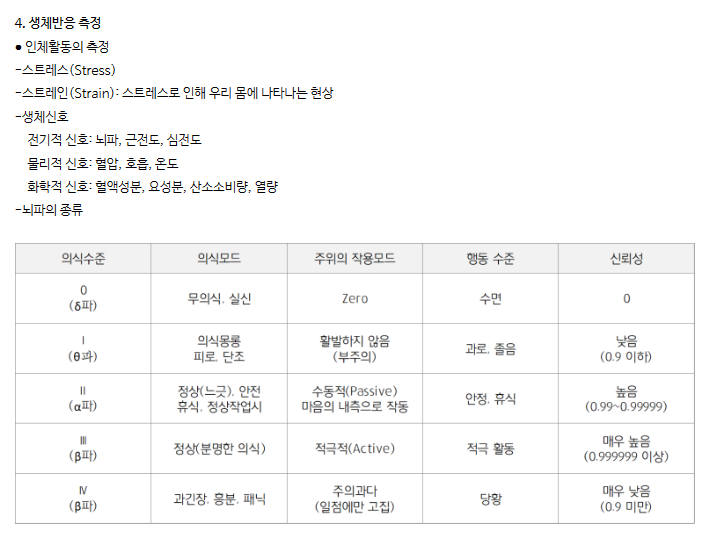 4. 생체반응 측정
● 인체활동의 측정
-스트레스(Stress)
-스트레인(Strain): 스트레스로 인해 우리 몸에 나타나는 현상
-생체신호
전기적 신호: 뇌파, 근전도, 심전도
물리적 신호: 혈압, 호흡, 온도
화학적 신호: 혈액성분, 요성분, 산소소비량, 열량
-뇌파의 종류
의식수준 의식모드 주위의 작용모드 행동 수준 신뢰성
0
(δ파) 무의식. 실신 Zero 수면 0
Ⅰ
(θ파) 의식몽롱
피로. 단조 활발하지 않음
(부주의) 과로. 졸음 낮음
(0.9 이하)
Ⅱ
(α파) 정상(느긋). 안전
휴식. 정상작업시 수동적(Passive)
마음의 내측으로 작동 안정. 휴식 높음
(0.99~0.99999)
Ⅲ
(β파) 정상(분명한 의식) 적극적(Active) 적극 활동 매우 높음
(0.999999 이상)
Ⅳ
(β파) 과긴장. 흥분. 패닉 주의과다
(일점에만 고집) 당황 매우 낮음
(0.9 미만)